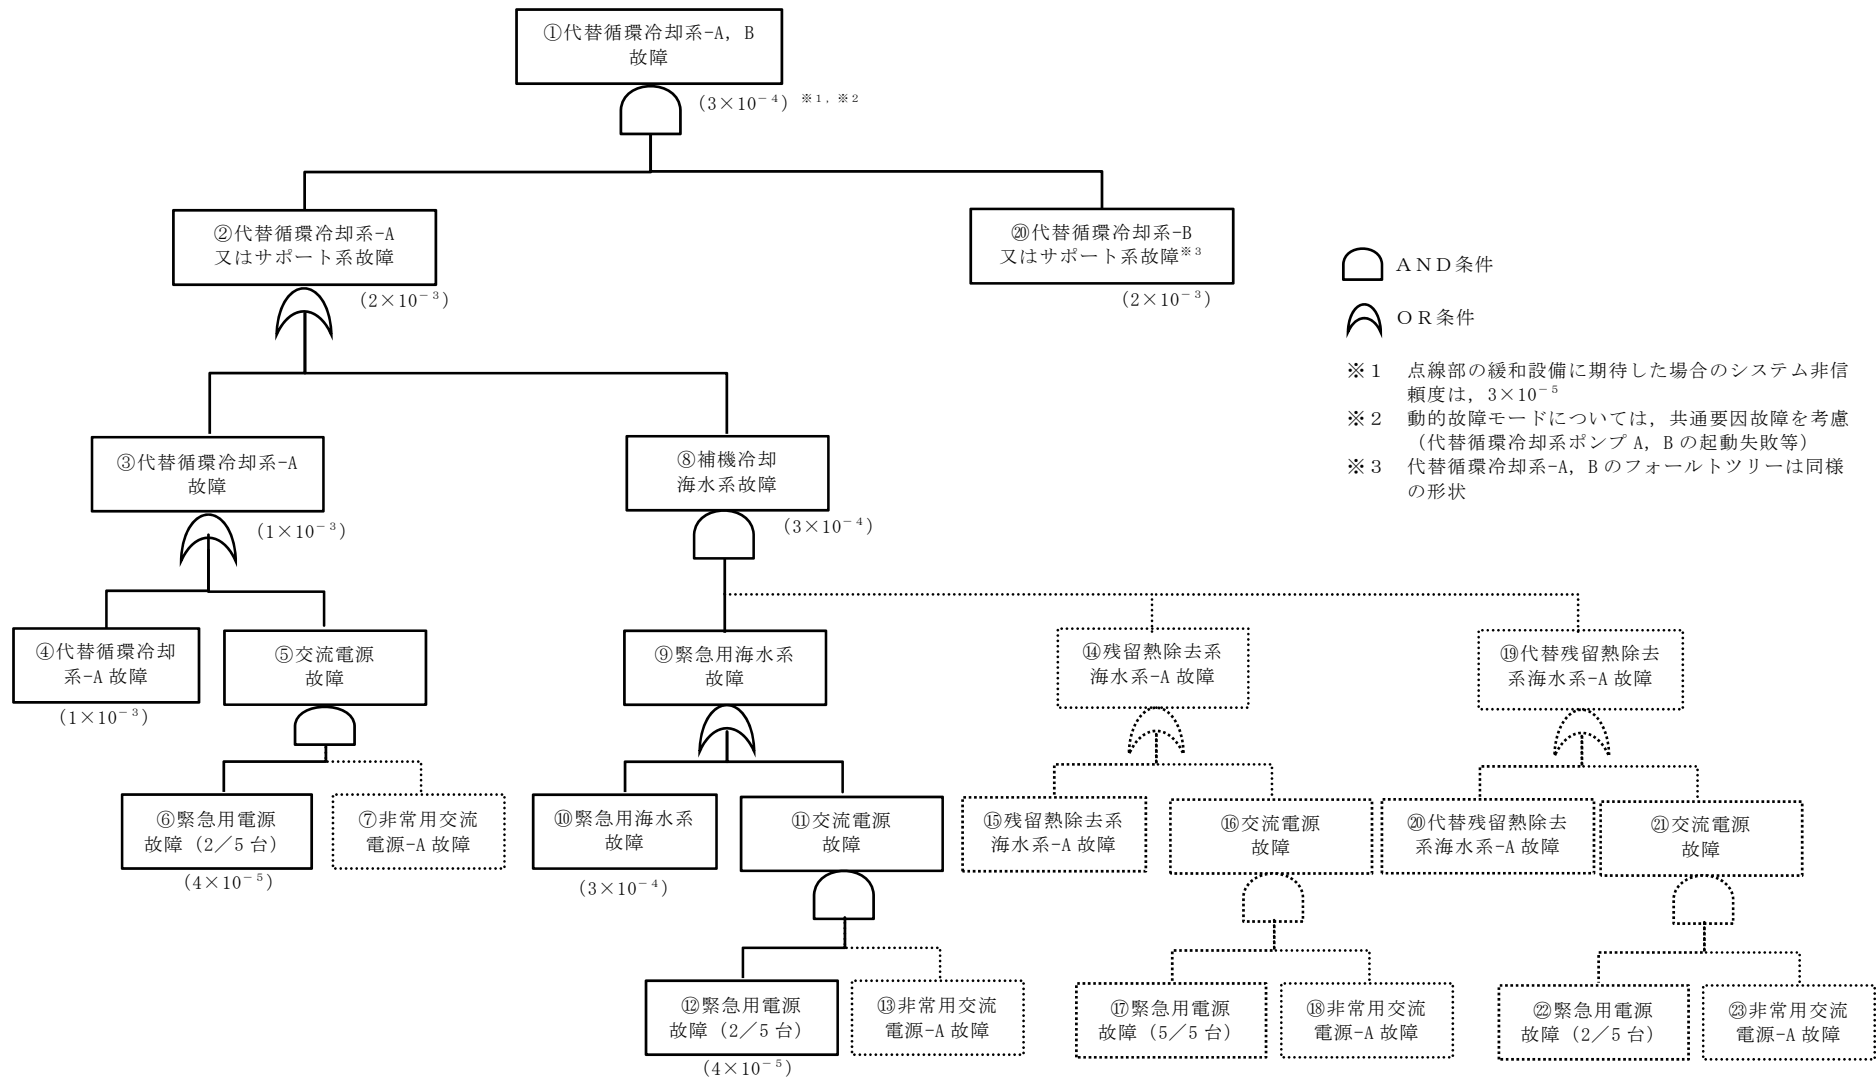 ①代替循環冷却系-A，B
故障
(3×10⁻⁴) ※1，※2
②代替循環冷却系-A
又はサポート系故障
(2×10⁻³)
⑳代替循環冷却系-B
又はサポート系故障※3
(2×10⁻³)
AND条件
OR条件
※1 点線部の緩和設備に期待した場合のシステム非信
頼度は，3×10⁻⁵
※2 動的故障モードについては，共通要因故障を考慮
（代替循環冷却系ポンプ A，B の起動失敗等）
※3 代替循環冷却系-A，B のフォールトツリーは同様
の形状
③代替循環冷却系-A
故障
(1×10⁻³)
⑧補機冷却
海水系故障
(3×10⁻⁴)
④代替循環冷却
系-A 故障
(1×10⁻³)
⑤交流電源
故障
⑨緊急用海水系
故障
⑭残留熱除去系
海水系-A 故障
⑲代替残留熱除去
系海水系-A 故障
⑥緊急用電源
故障（2／5 台）
(4×10⁻⁵)
⑦非常用交流
電源-A 故障
⑩緊急用海水系
故障
(3×10⁻⁴)
⑪交流電源
故障
⑮残留熱除去系
海水系-A 故障
⑯交流電源
故障
⑳代替残留熱除去
系海水系-A 故障
㉑交流電源
故障
⑫緊急用電源
故障（2／5 台）
(4×10⁻⁵)
⑬非常用交流
電源-A 故障
⑰緊急用電源
故障（5／5 台）
⑱非常用交流
電源-A 故障
㉒緊急用電源
故障（2／5 台）
㉓非常用交流
電源-A 故障